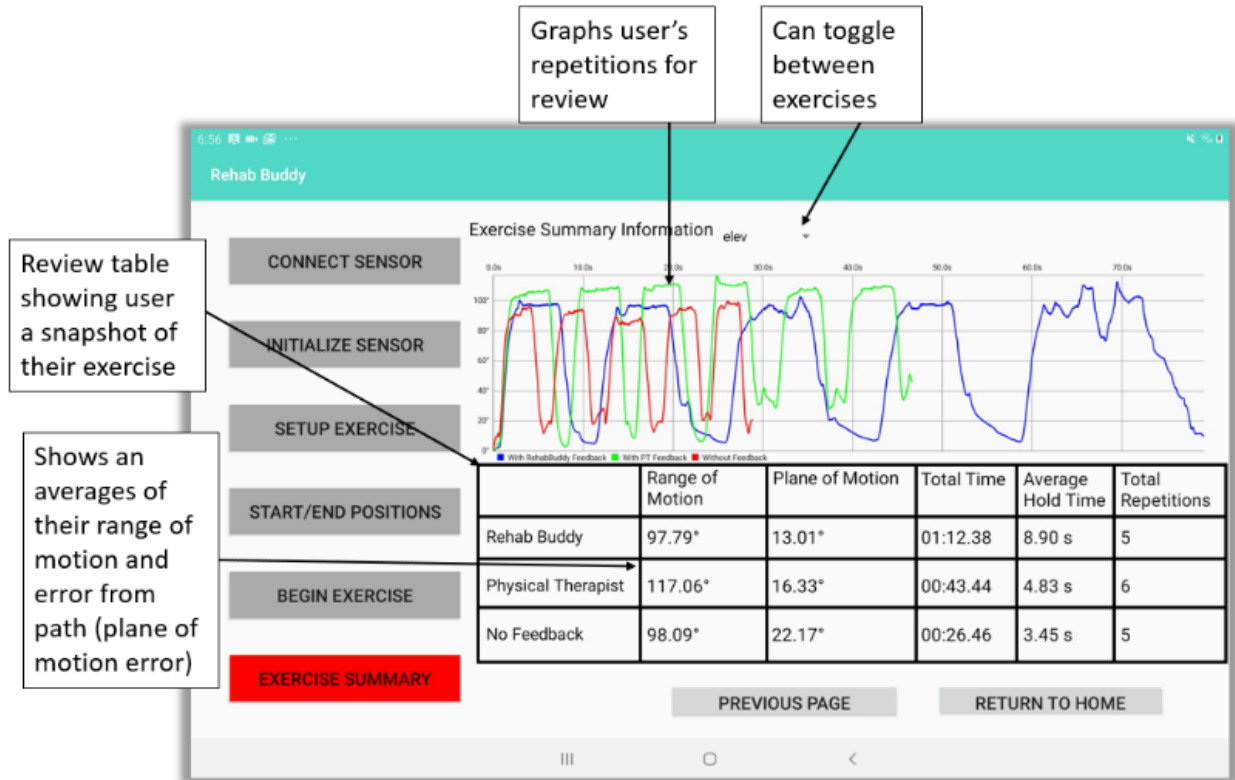 Graphs user's
repetitions for
review
Can toggle
between
exercises
6:56
Rehab Buddy
Review table
showing user
a snapshot of
their exercise
Shows an
averages of
their range of
motion and
error from
path (plane of
motion error)
CONNECT SENSOR
INITIALIZE SENSOR
SETUP EXERCISE
START/END POSITIONS
BEGIN EXERCISE
EXERCISE SUMMARY
Exercise Summary Information elev
0.0s 10.0s 20.0s 30.0s 40.0s 50.0s 60.0s 70.0s
100°
80°
60°
40°
20°
0°
With RehabBuddy Feedback With PT Feedback Without Feedback
Range of Motion Plane of Motion Total Time Average Hold Time Total Repetitions
Rehab Buddy 97.79° 13.01° 01:12.38 8.90 s 5
Physical Therapist 117.06° 16.33° 00:43.44 4.83 s 6
No Feedback 98.09° 22.17° 00:26.46 3.45 s 5
PREVIOUS PAGE RETURN TO HOME